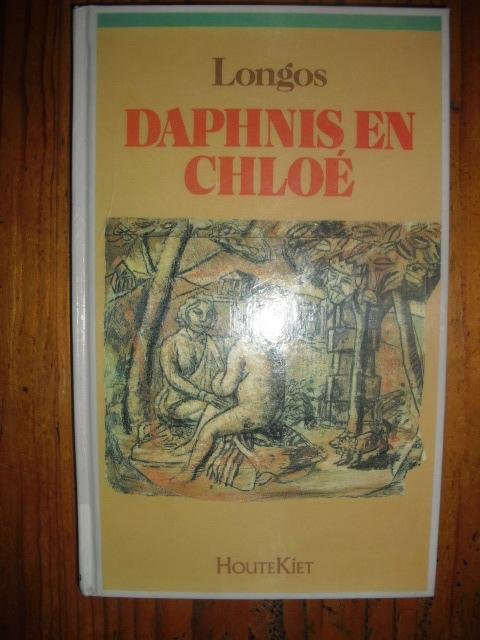 Longos
DAPHNIS EN
CHLOÉ
HOUTEKIET